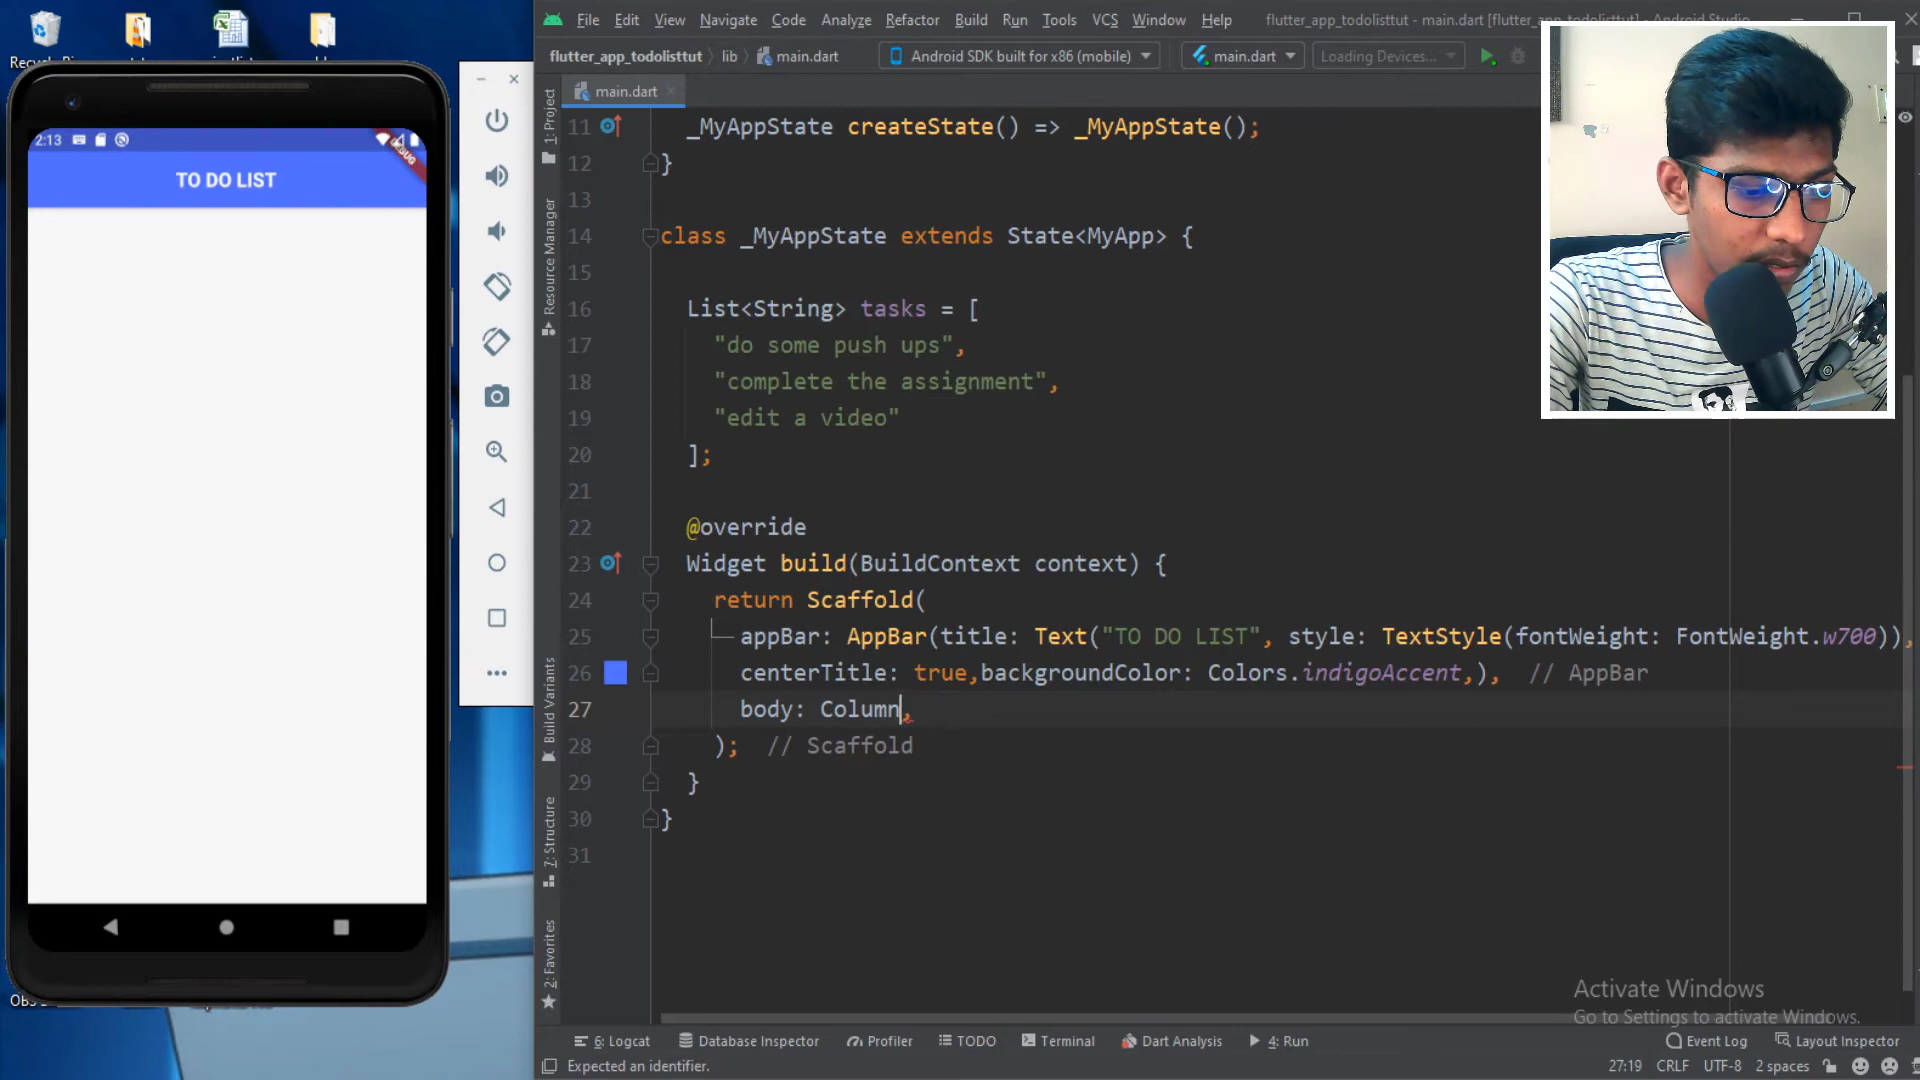 File Edit View Navigate Code Analyze Refactor Build Run Tools VCS Window Help flutter_app_todolisttut - main.dart [flutter_app_todolisttut] - Android Studio
flutter_app_todolisttut lib main.dart Android SDK built for x86 (mobile) main.dart Loading Devices...
main.dart
2:13
DEBUG
TO DO LIST
1: Project
Resource Manager
Build Variants
7: Structure
2: Favorites
11 _MyAppState createState() => _MyAppState();
12 }
13
14 class _MyAppState extends State<MyApp> {
15
16 List<String> tasks = [
17 "do some push ups",
18 "complete the assignment",
19 "edit a video"
20 ];
21
22 @override
23 Widget build(BuildContext context) {
24 return Scaffold(
25 appBar: AppBar(title: Text("TO DO LIST", style: TextStyle(fontWeight: FontWeight.w700)),
26 centerTitle: true,backgroundColor: Colors.indigoAccent,), // AppBar
27 body: Column,
28 ); // Scaffold
29 }
30 }
31
Activate Windows
Go to Settings to activate Windows.
6: Logcat Database Inspector Profiler TODO Terminal Dart Analysis 4: Run Event Log Layout Inspector
Expected an identifier. 27:19 CRLF UTF-8 2 spaces